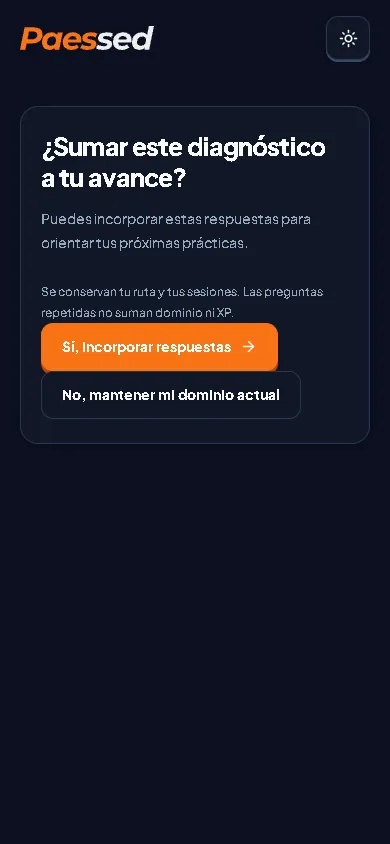 Paessed
¿Sumar este diagnóstico
a tu avance?
Puedes incorporar estas respuestas para
orientar tus próximas prácticas.
Se conservan tu ruta y tus sesiones. Las preguntas
repetidas no suman dominio ni XP.
Sí, incorporar respuestas →
No, mantener mi dominio actual